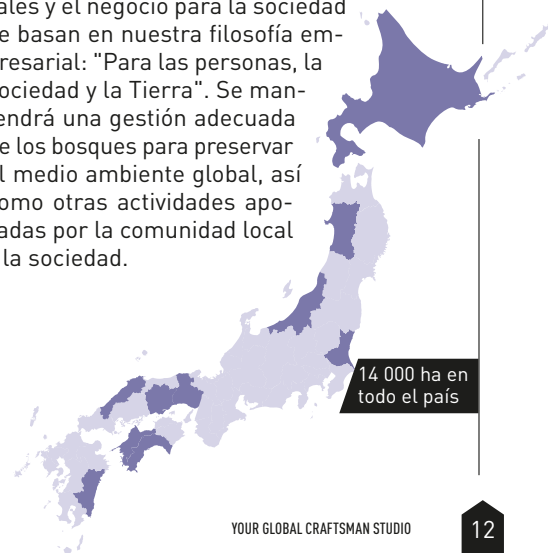 ales y el negocio para la sociedad
e basan en nuestra filosofía em-
resarial: "Para las personas, la
ociedad y la Tierra". Se man-
endrá una gestión adecuada
e los bosques para preservar
l medio ambiente global, así
omo otras actividades apo-
adas por la comunidad local
la sociedad.
14 000 ha en
todo el país
YOUR GLOBAL CRAFTSMAN STUDIO
12